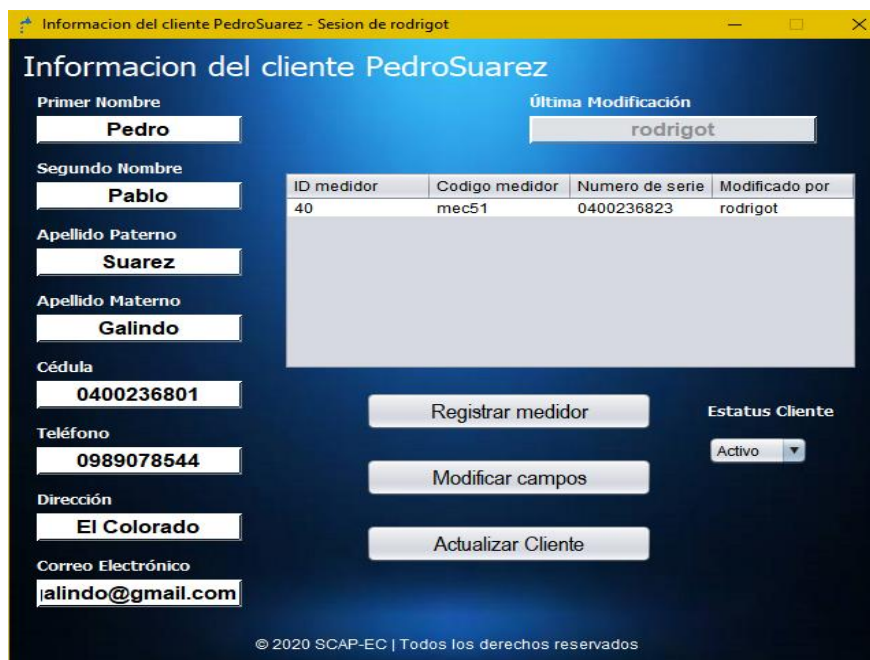 Informacion del cliente PedroSuarez - Sesion de rodrigot
Informacion del cliente PedroSuarez
Primer Nombre
Pedro
Segundo Nombre
Pablo
Apellido Paterno
Suarez
Apellido Materno
Galindo
Cédula
0400236801
Teléfono
0989078544
Dirección
El Colorado
Correo Electrónico
alindo@gmail.com
Última Modificación
rodrigot
ID medidor Codigo medidor Numero de serie Modificado por
40 mec51 0400236823 rodrigot
Registrar medidor
Modificar campos
Actualizar Cliente
Estatus Cliente
Activo
© 2020 SCAP-EC | Todos los derechos reservados